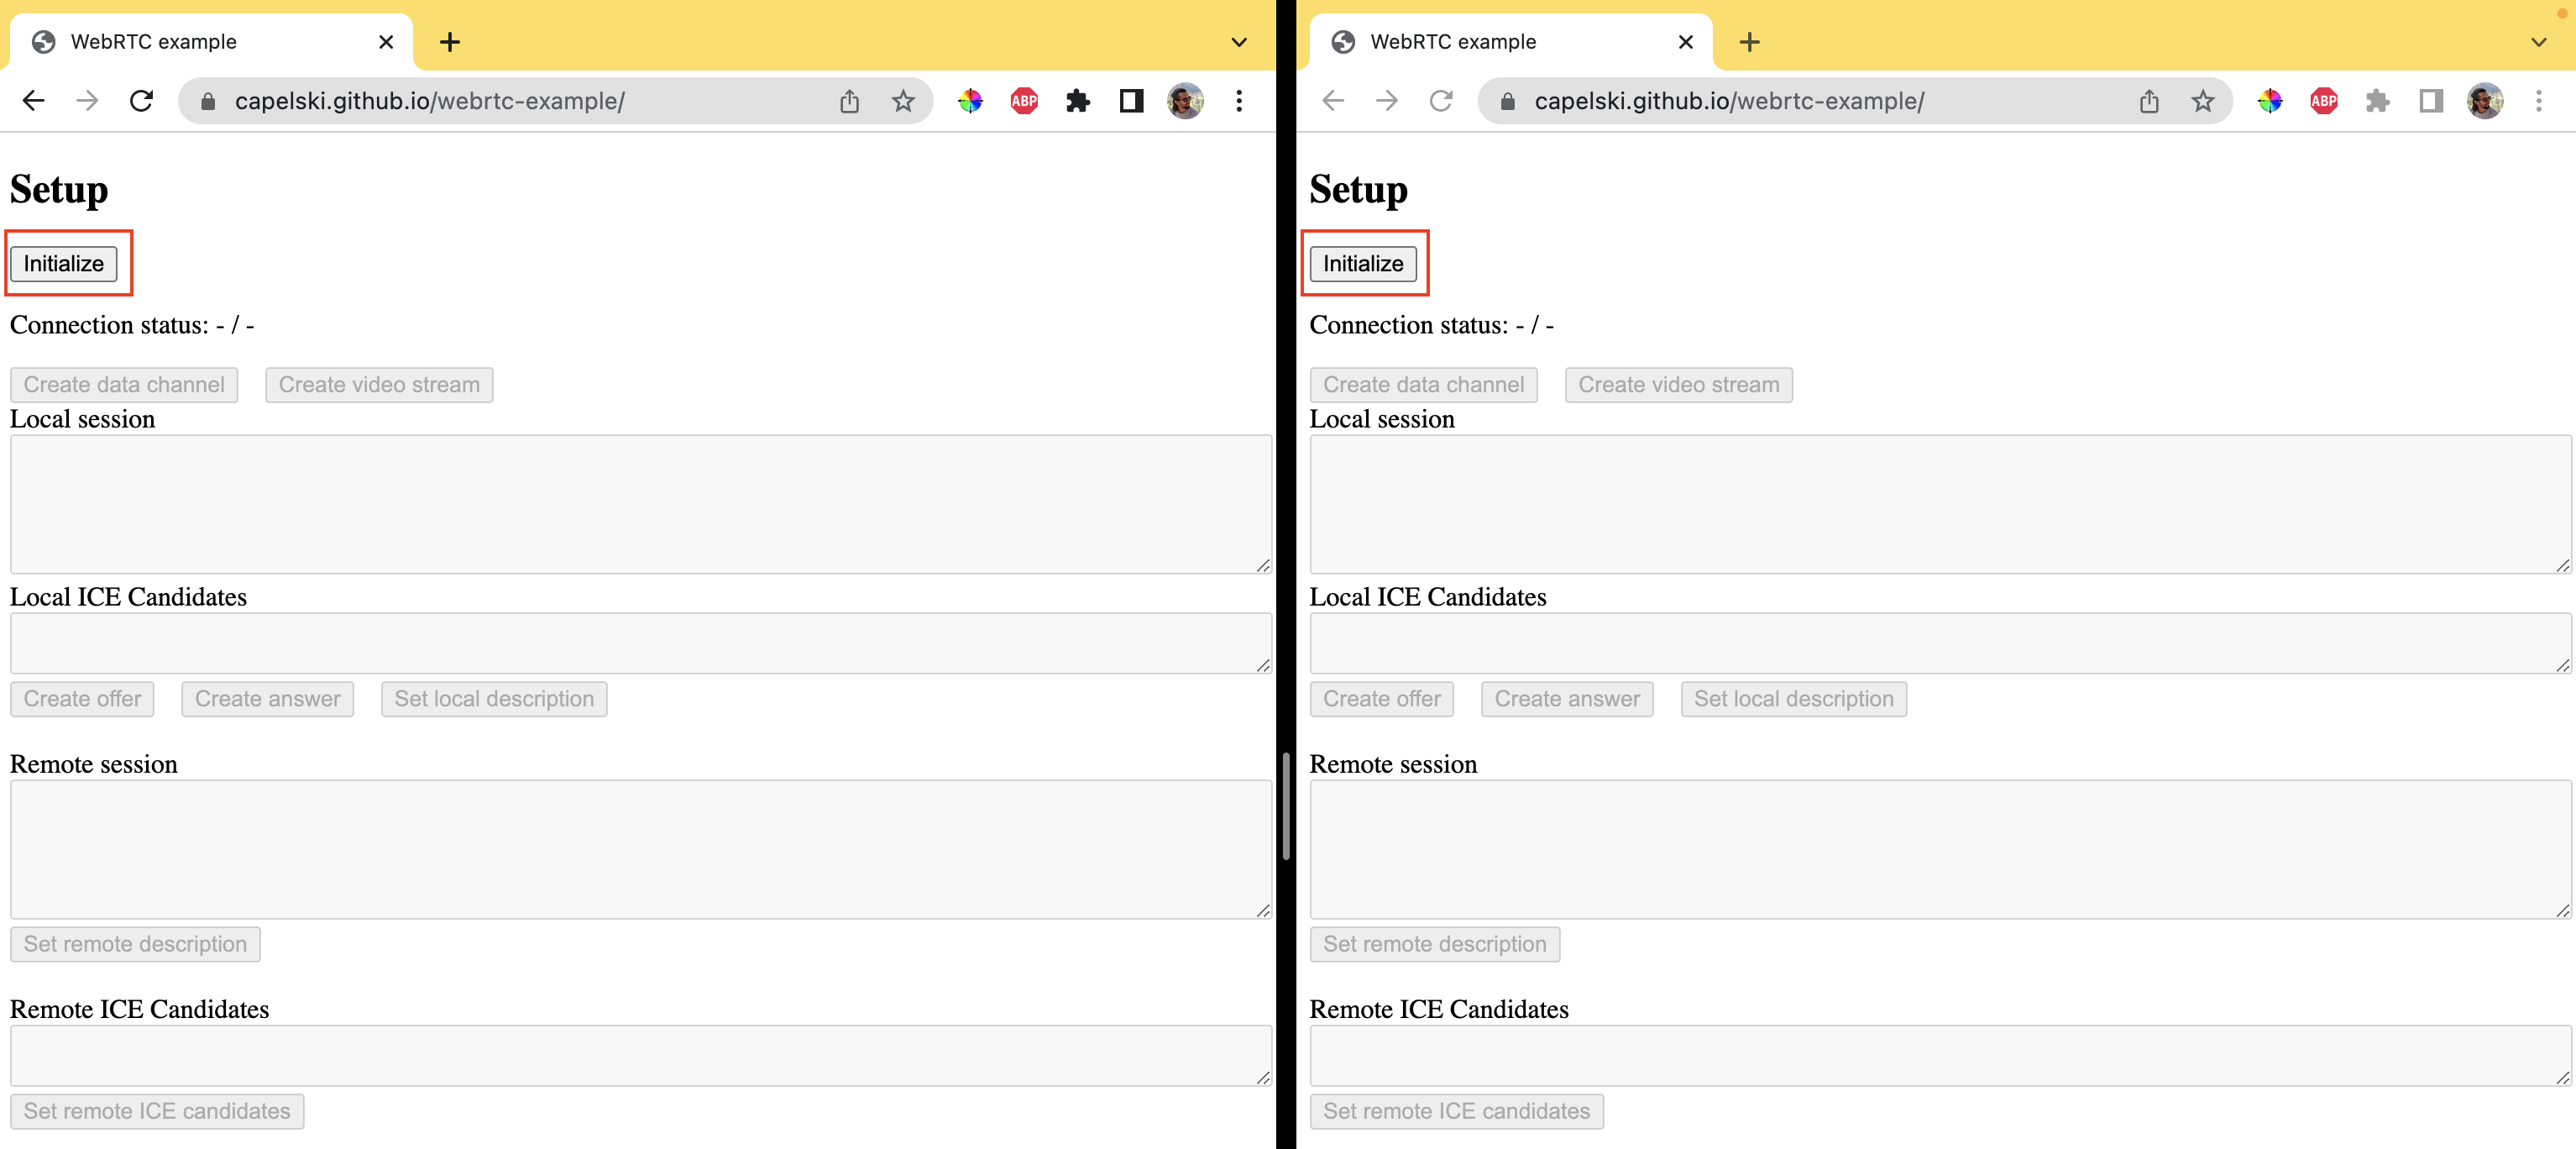 WebRTC example
capelski.github.io/webrtc-example/
ABP
Setup
Initialize
Connection status: - / -
Create data channel Create video stream
Local session
Local ICE Candidates
Create offer Create answer Set local description
Remote session
Set remote description
Remote ICE Candidates
Set remote ICE candidates
WebRTC example
capelski.github.io/webrtc-example/
ABP
Setup
Initialize
Connection status: - / -
Create data channel Create video stream
Local session
Local ICE Candidates
Create offer Create answer Set local description
Remote session
Set remote description
Remote ICE Candidates
Set remote ICE candidates